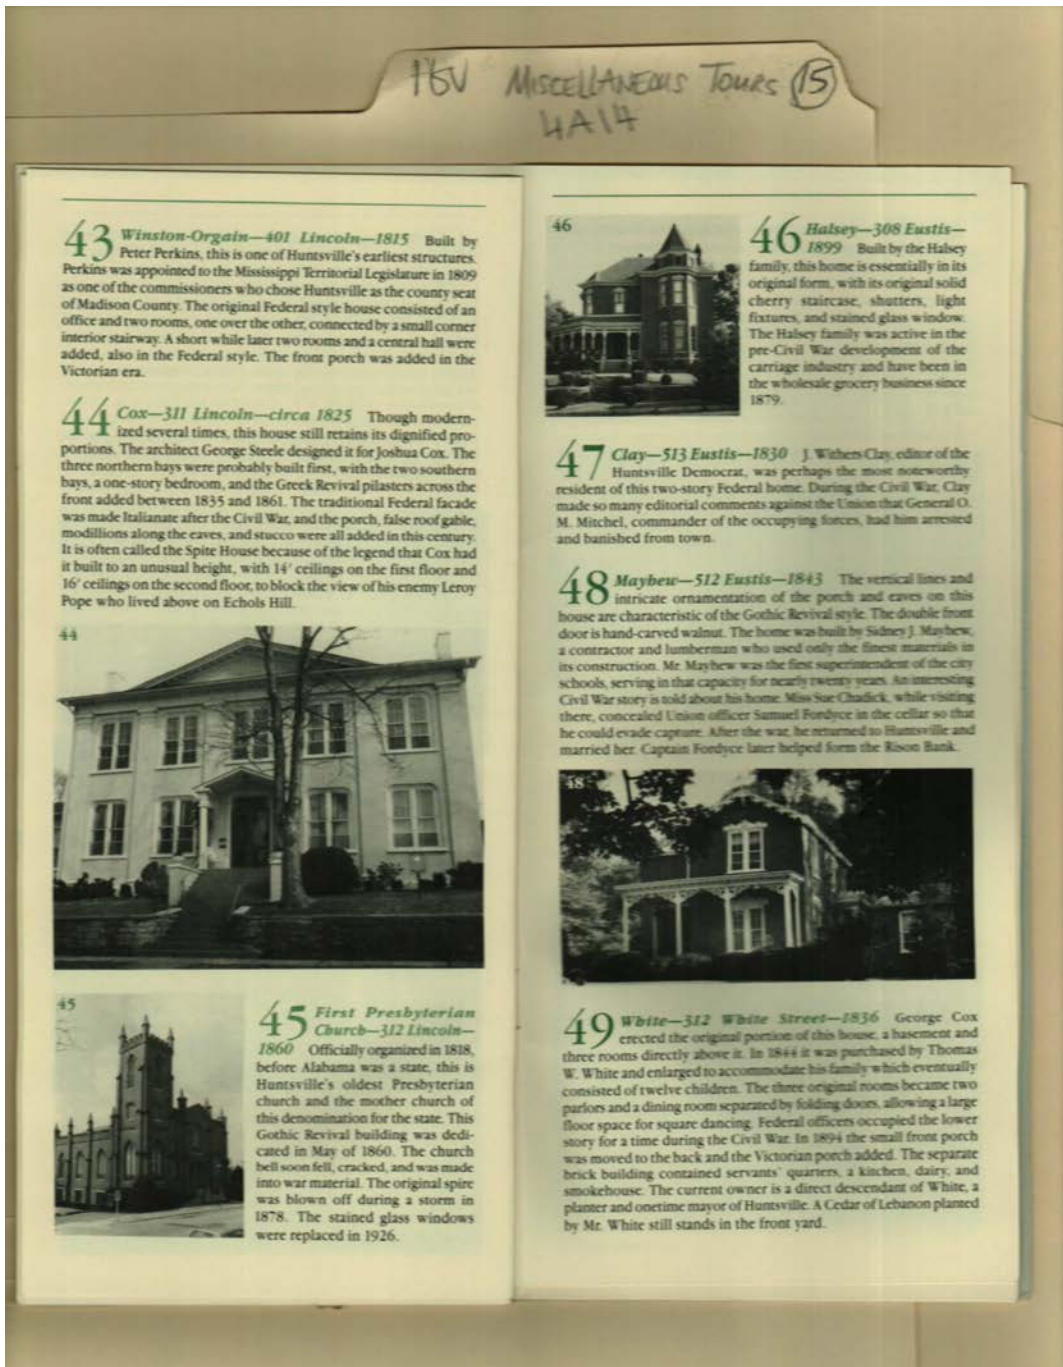 MISCELLANEOUS TOURS 15
4A14
43 Winston-Orgain—401 Lincoln—1815 Built by
Peter Perkins, this is one of Huntsville's earliest structures.
Perkins was appointed to the Mississippi Territorial Legislature in 1809
as one of the commissioners who chose Huntsville as the county seat
of Madison County. The original Federal style house consisted of an
office and two rooms, one over the other, connected by a small corner
interior stairway. A short while later two rooms and a central hall were
added, also in the Federal style. The front porch was added in the
Victorian era.
44 Cox—311 Lincoln—circa 1825 Though modern-
ized several times, this house still retains its dignified pro-
portions. The architect George Steele designed it for Joshua Cox. The
three northern bays were probably built first, with the two southern
bays, a one-story bedroom, and the Greek Revival pilasters across the
front added between 1835 and 1861. The traditional Federal facade
was made Italianate after the Civil War, and the porch, false roof gable,
modillions along the eaves, and stucco were all added in this century.
It is often called the Spite House because of the legend that Cox had
it built to an unusual height, with 14' ceilings on the first floor and
16' ceilings on the second floor, to block the view of his enemy Leroy
Pope who lived above on Echols Hill.
44
45
45 First Presbyterian
Church—312 Lincoln—
1860 Officially organized in 1818,
before Alabama was a state, this is
Huntsville's oldest Presbyterian
church and the mother church of
this denomination for the state. This
Gothic Revival building was dedi-
cated in May of 1860. The church
bell soon fell, cracked, and was made
into war material. The original spire
was blown off during a storm in
1878. The stained glass windows
were replaced in 1926.
46
46 Halsey—308 Eustis—
1899 Built by the Halsey
family, this home is essentially in its
original form, with its original solid
cherry staircase, shutters, light
fixtures, and stained glass window.
The Halsey family was active in the
pre-Civil War development of the
carriage industry and have been in
the wholesale grocery business since
1879.
47 Clay—513 Eustis—1830 J. Withers Clay, editor of the
Huntsville Democrat, was perhaps the most noteworthy
resident of this two-story Federal home. During the Civil War, Clay
made so many editorial comments against the Union that General O.
M. Mitchel, commander of the occupying forces, had him arrested
and banished from town.
48 Mayhew—512 Eustis—1843 The vertical lines and
intricate ornamentation of the porch and eaves on this
house are characteristic of the Gothic Revival style. The double front
door is hand-carved walnut. The home was built by Sidney J. Mayhew,
a contractor and lumberman who used only the finest materials in
its construction. Mr. Mayhew was the first superintendent of the city
schools, serving in that capacity for nearly twenty years. An interesting
Civil War story is told about his home. Miss Sue Chadick, while visiting
there, concealed Union officer Samuel Fordyce in the cellar so that
he could evade capture. After the war, he returned to Huntsville and
married her. Captain Fordyce later helped form the Rison Bank.
48
49 White—312 White Street—1836 George Cox
erected the original portion of this house, a basement and
three rooms directly above it. In 1844 it was purchased by Thomas
W. White and enlarged to accommodate his family which eventually
consisted of twelve children. The three original rooms became two
parlors and a dining room separated by folding doors, allowing a large
floor space for square dancing. Federal officers occupied the lower
story for a time during the Civil War. In 1894 the small front porch
was moved to the back and the Victorian porch added. The separate
brick building contained servants' quarters, a kitchen, dairy, and
smokehouse. The current owner is a direct descendant of White, a
planter and onetime mayor of Huntsville. A Cedar of Lebanon planted
by Mr. White still stands in the front yard.